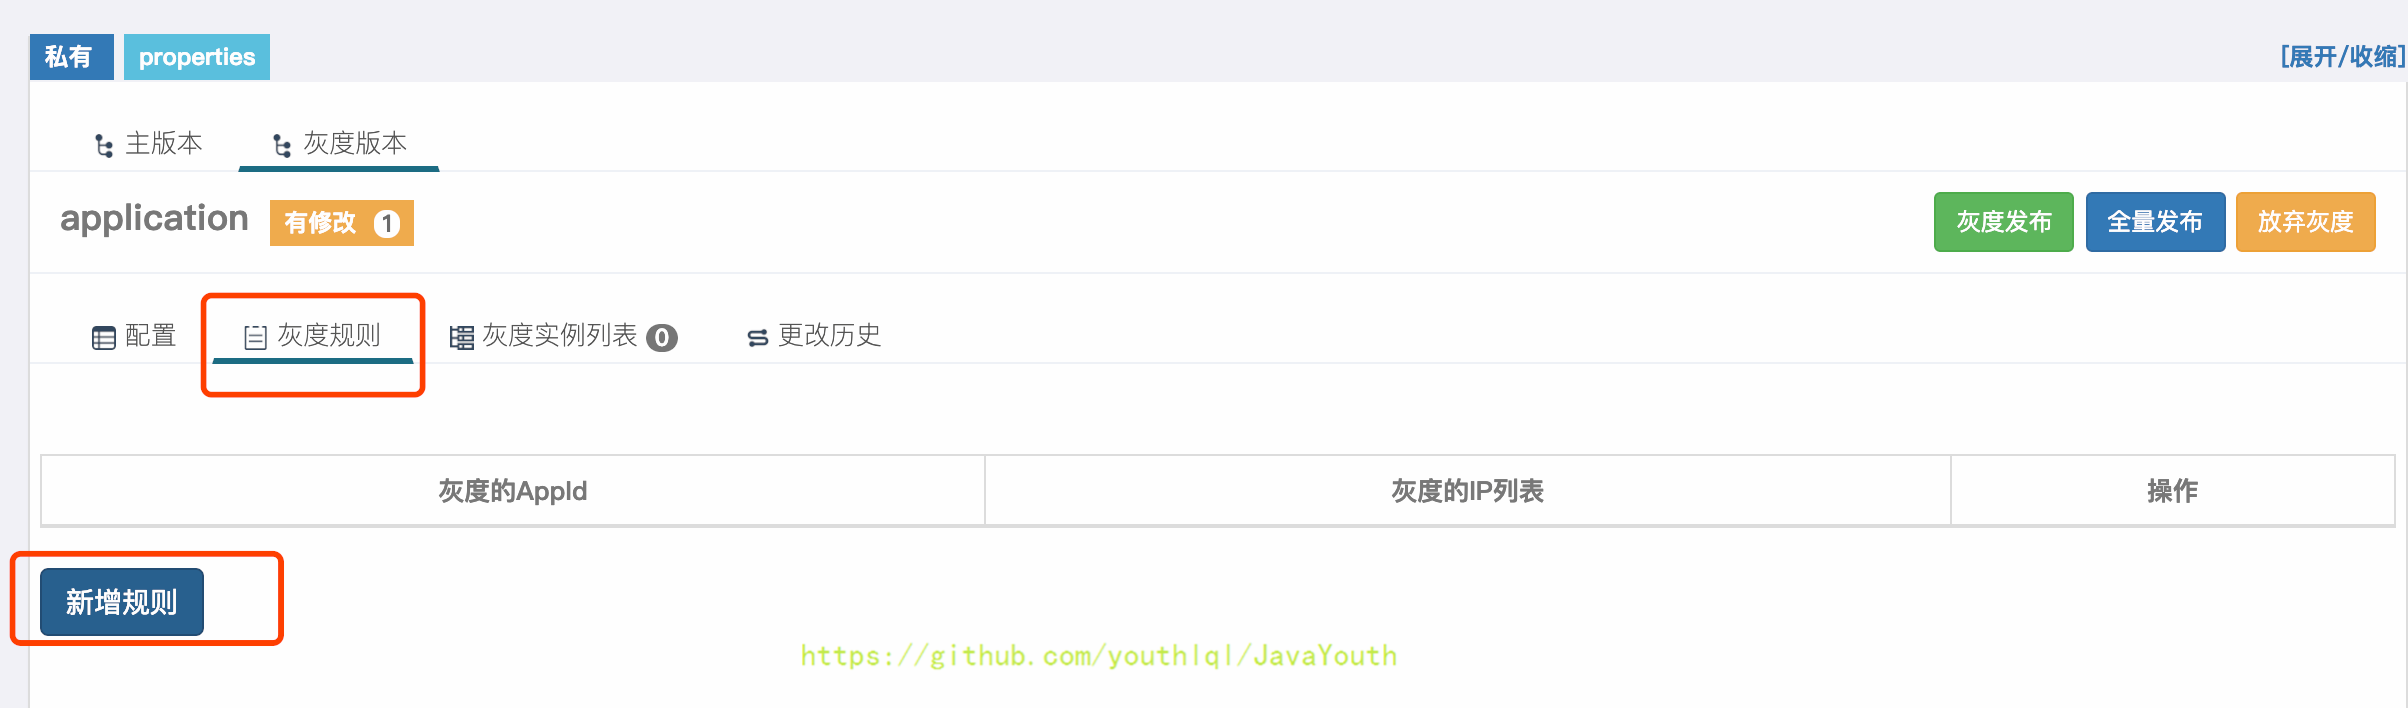 私有 properties [展开/收缩]
主版本 灰度版本
application 有修改 1 灰度发布 全量发布 放弃灰度
配置 灰度规则 灰度实例列表 0 更改历史
灰度的AppId 灰度的IP列表 操作
新增规则
https://github.com/youthlql/JavaYouth